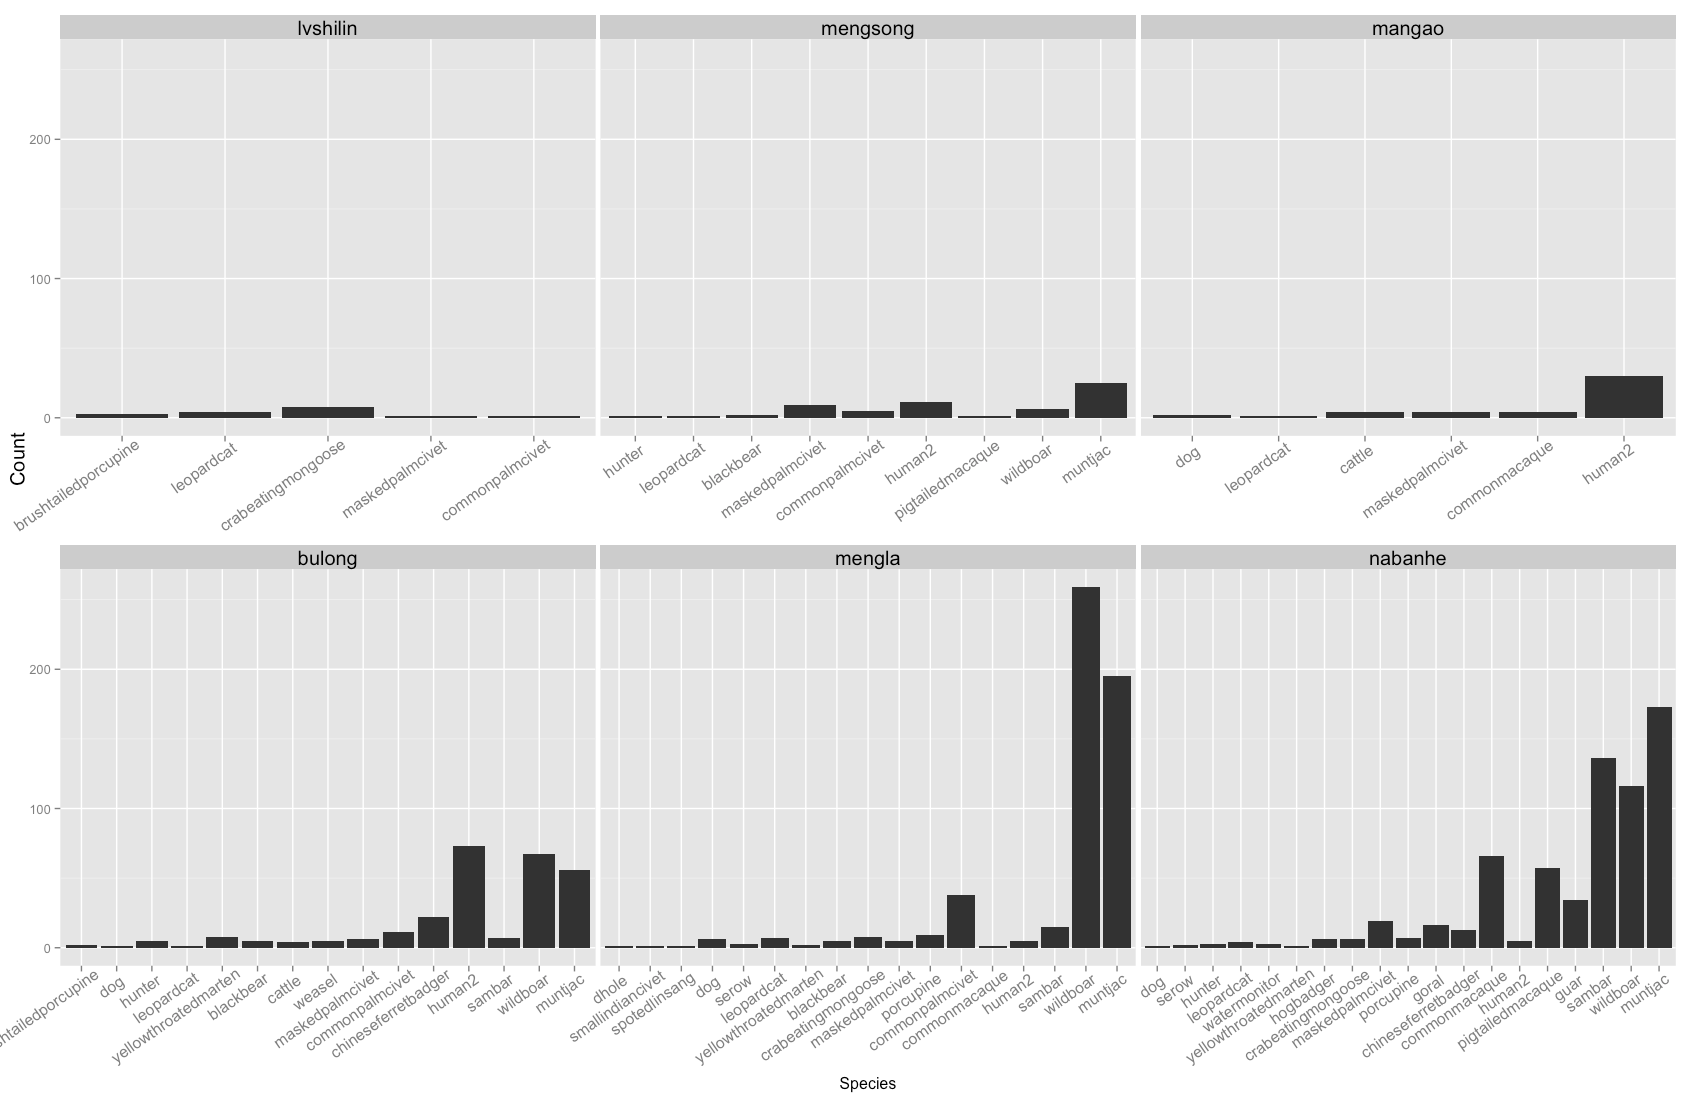 lvshilin mengsong mangao
200
100
0
Count
brushtailedporcupine leopardcat crabeatingmongoose maskedpalmcivet commonpalmcivet
hunter leopardcat blackbear maskedpalmcivet commonpalmcivet human2 pigtailedmacaque wildboar muntjac
dog leopardcat cattle maskedpalmcivet commonmacaque human2
bulong mengla nabanhe
200
100
0
shtailedporcupine dog hunter leopardcat yellowthroatedmarten blackbear cattle weasel maskedpalmcivet commonpalmcivet chineseferretbadger human2 sambar wildboar muntjac
dhole smallindiancivet spotedlinsang dog serow leopardcat yellowthroatedmarten blackbear crabeatingmongoose maskedpalmcivet porcupine commonpalmcivet commonmacaque human2 sambar wildboar muntjac
dog serow hunter leopardcat watermonitor yellowthroatedmarten hogbadger crabeatingmongoose maskedpalmcivet porcupine goral chineseferretbadger commonmacaque human2 pigtailedmacaque guar sambar wildboar muntjac
Species